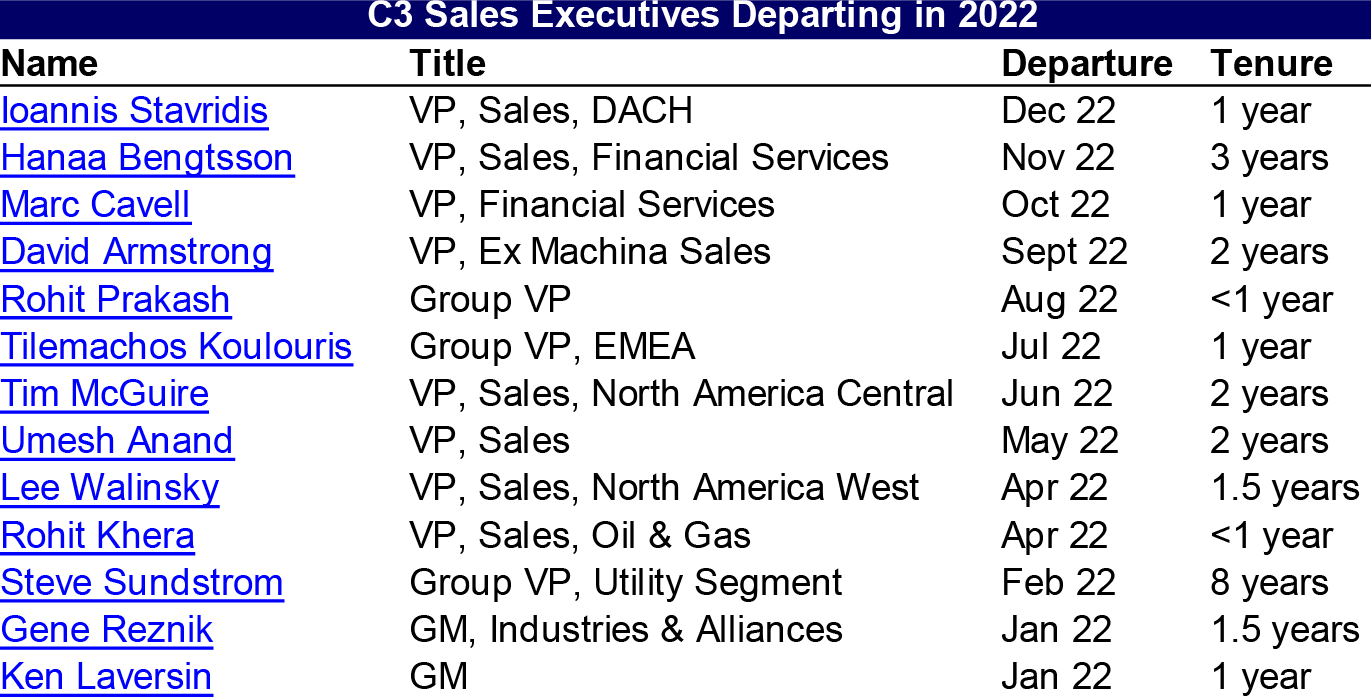 C3 Sales Executives Departing in 2022
Name Title Departure Tenure
Ioannis Stavridis VP, Sales, DACH Dec 22 1 year
Hanaa Bengtsson VP, Sales, Financial Services Nov 22 3 years
Marc Cavell VP, Financial Services Oct 22 1 year
David Armstrong VP, Ex Machina Sales Sept 22 2 years
Rohit Prakash Group VP Aug 22 <1 year
Tilemachos Koulouris Group VP, EMEA Jul 22 1 year
Tim McGuire VP, Sales, North America Central Jun 22 2 years
Umesh Anand VP, Sales May 22 2 years
Lee Walinsky VP, Sales, North America West Apr 22 1.5 years
Rohit Khera VP, Sales, Oil & Gas Apr 22 <1 year
Steve Sundstrom Group VP, Utility Segment Feb 22 8 years
Gene Reznik GM, Industries & Alliances Jan 22 1.5 years
Ken Laversin GM Jan 22 1 year